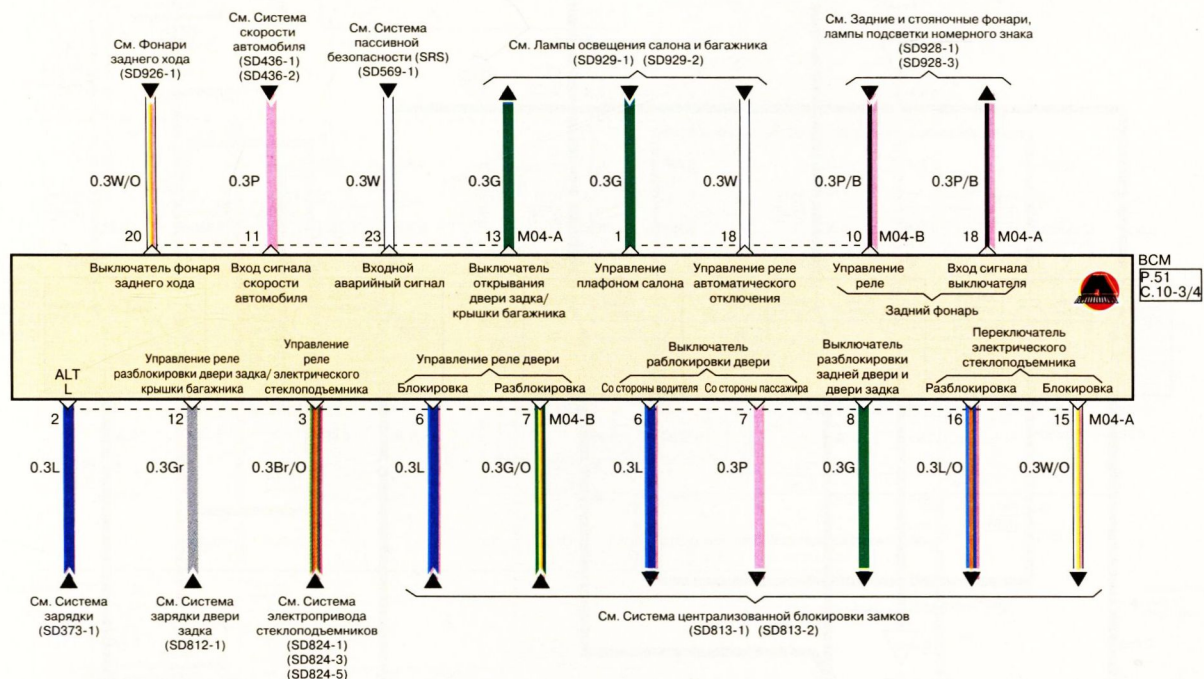 См. Фонари
заднего хода
(SD926-1)
См. Система
скорости
автомобиля
(SD436-1)
(SD436-2)
См. Система
пассивной
безопасности (SRS)
(SD569-1)
См. Лампы освещения салона и багажника
(SD929-1) (SD929-2)
См. Задние и стояночные фонари,
лампы подсветки номерного знака
(SD928-1)
(SD928-3)
0.3W/O
0.3P
0.3W
0.3G
0.3G
0.3W
0.3P/B
0.3P/B
20
11
23
13
M04-A
1
18
10
M04-B
18
M04-A
BCM
P.51
C.10-3/4
Выключатель фонаря
заднего хода
Вход сигнала
скорости
автомобиля
Входной
аварийный сигнал
Выключатель
открывания
двери задка/
крышки багажника
Управление
плафоном салона
Управление реле
автоматического
отключения
Управление
реле
Вход сигнала
выключателя
Задний фонарь
ALT
L
Управление реле
разблокировки двери задка/
крышки багажника
Управление
реле
электрического
стеклоподъемника
Управление реле двери
Блокировка
Разблокировка
Выключатель
раблокировки двери
Со стороны водителя
Со стороны пассажира
Выключатель
разблокировки
задней двери и
двери задка
Переключатель
электрического
стеклоподъемника
Разблокировка
Блокировка
2
12
3
6
7
M04-B
6
7
8
16
15
M04-A
0.3L
0.3Gr
0.3Br/O
0.3L
0.3G/O
0.3L
0.3P
0.3G
0.3L/O
0.3W/O
См. Система
зарядки
(SD373-1)
См. Система
зарядки двери
задка
(SD812-1)
См. Система
электропривода
стеклоподъемников
(SD824-1)
(SD824-3)
(SD824-5)
См. Система централизованной блокировки замков
(SD813-1) (SD813-2)